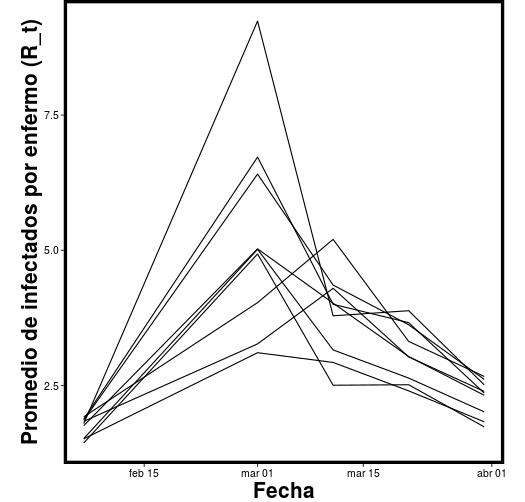 Promedio de infectados por enfermo (R_t)
7.5
5.0
2.5
feb 15
mar 01
mar 15
abr 01
Fecha